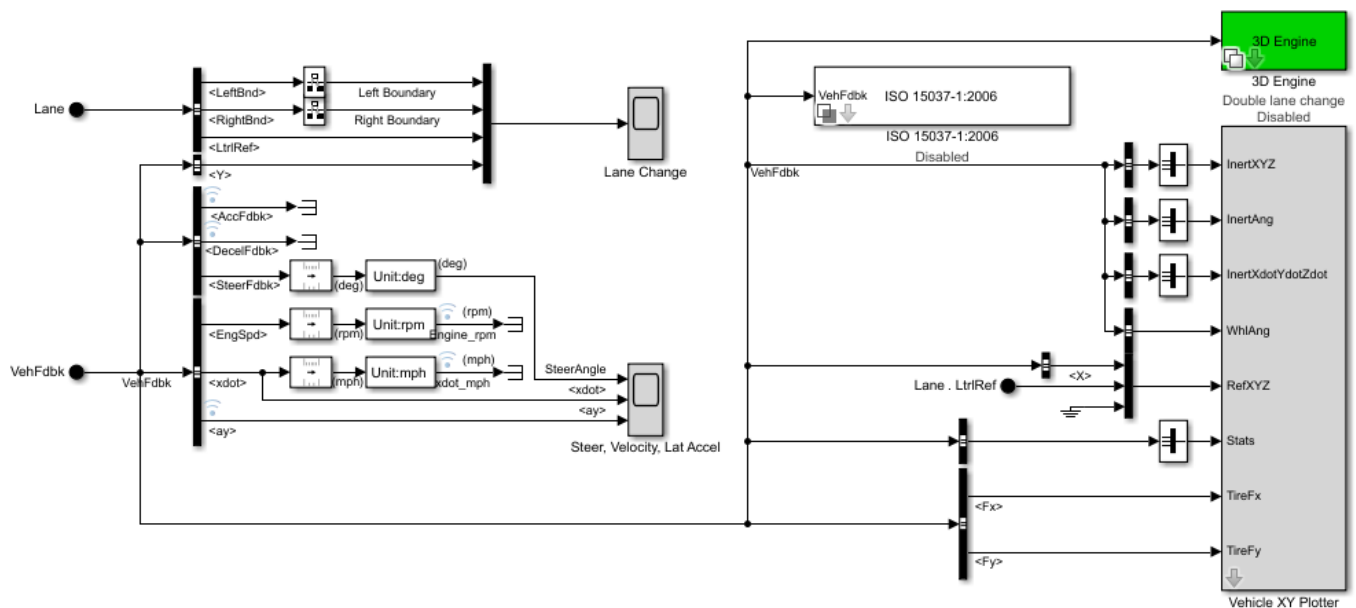 Lane
<LeftBnd>
Left Boundary
<RightBnd>
Right Boundary
<LtrlRef>
<Y>
Lane Change
<AccFdbk>
<DecelFdbk>
<SteerFdbk>
(deg)
Unit:deg
(deg)
<EngSpd>
(rpm)
Unit:rpm
(rpm)
Engine_rpm
VehFdbk
VehFdbk
<xdot>
(mph)
Unit:mph
(mph)
xdot_mph
<ay>
SteerAngle
<xdot>
<ay>
Steer, Velocity, Lat Accel
VehFdbk
ISO 15037-1:2006
ISO 15037-1:2006
Disabled
VehFdbk
3D Engine
3D Engine
Double lane change
Disabled
InertXYZ
InertAng
InertXdotYdotZdot
WhlAng
<X>
Lane . LtrlRef
RefXYZ
Stats
<Fx>
TireFx
<Fy>
TireFy
Vehicle XY Plotter